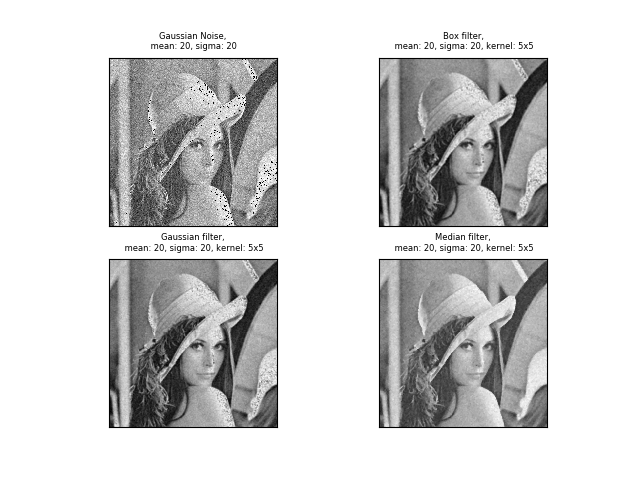 Gaussian Noise,
mean: 20, sigma: 20
Box filter,
mean: 20, sigma: 20, kernel: 5x5
Gaussian filter,
mean: 20, sigma: 20, kernel: 5x5
Median filter,
mean: 20, sigma: 20, kernel: 5x5